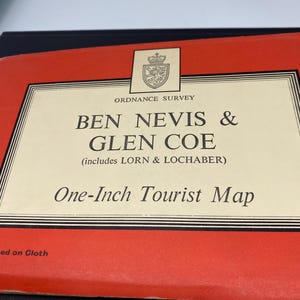 ORDNANCE SURVEY
BEN NEVIS &
GLEN COE
(includes LORN & LOCHABER)
One-Inch Tourist Map
ed on Cloth